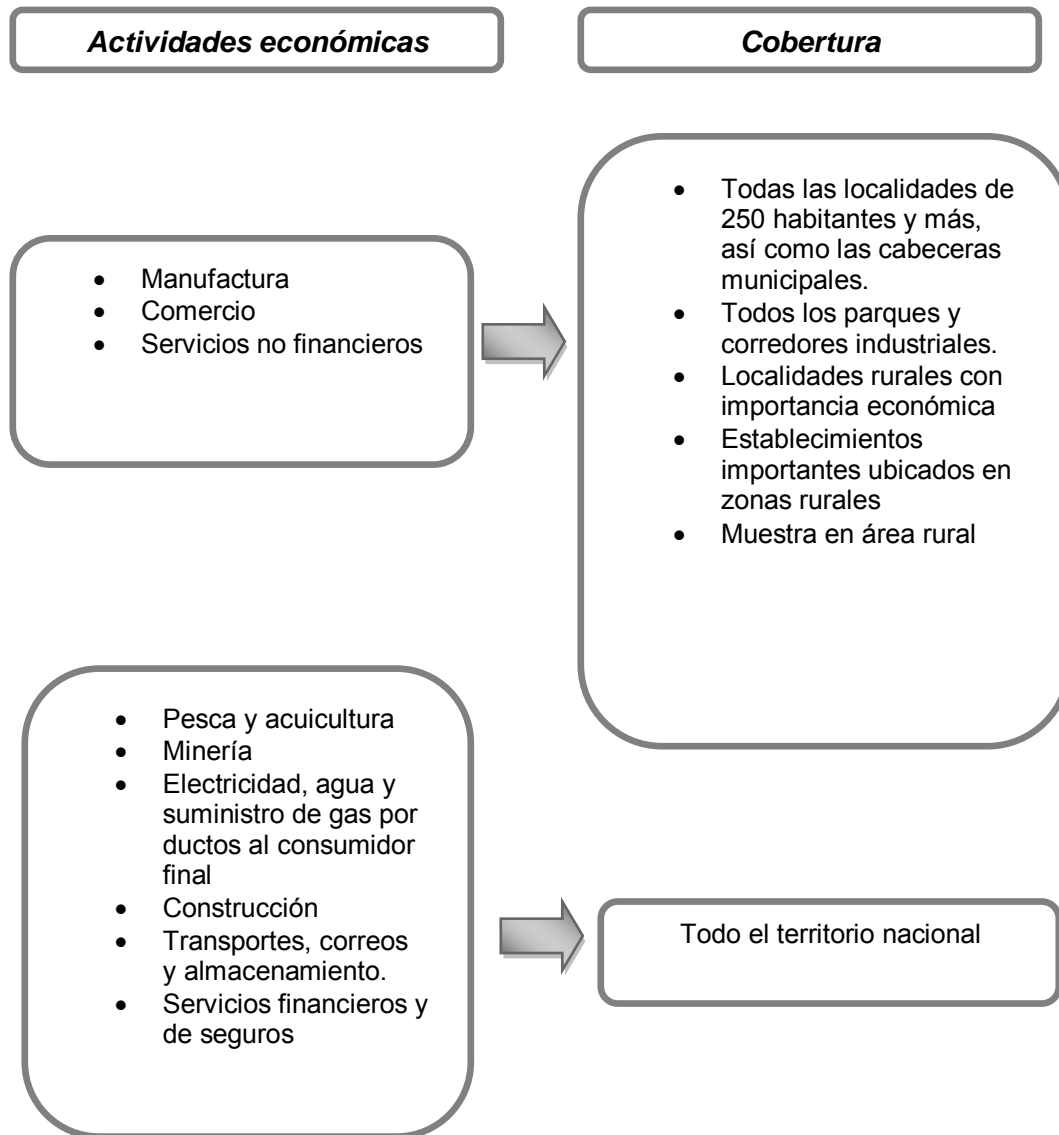 Actividades económicas
Cobertura
• Manufactura
• Comercio
• Servicios no financieros
• Todas las localidades de
250 habitantes y más,
así como las cabeceras
municipales.
• Todos los parques y
corredores industriales.
• Localidades rurales con
importancia económica
• Establecimientos
importantes ubicados en
zonas rurales
• Muestra en área rural
• Pesca y acuicultura
• Minería
• Electricidad, agua y
suministro de gas por
ductos al consumidor
final
• Construcción
• Transportes, correos
y almacenamiento.
• Servicios financieros y
de seguros
Todo el territorio nacional